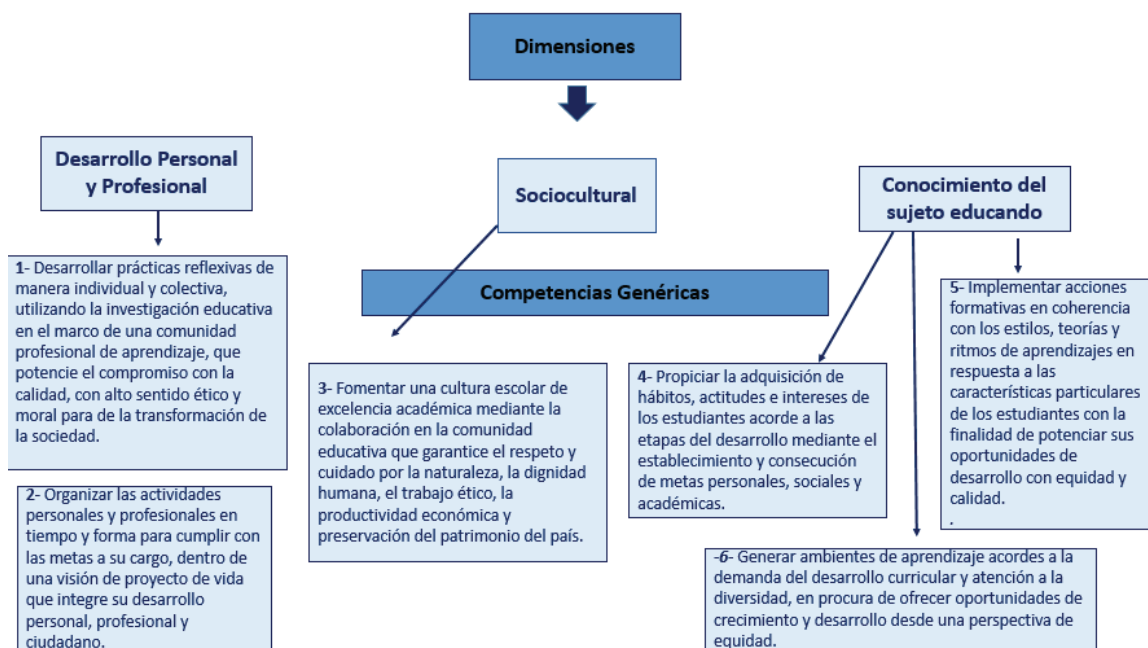 Dimensiones
Desarrollo Personal
y Profesional
Sociocultural
Conocimiento del
sujeto educando
Competencias Genéricas
1- Desarrollar prácticas reflexivas de
manera individual y colectiva,
utilizando la investigación educativa
en el marco de una comunidad
profesional de aprendizaje, que
potencie el compromiso con la
calidad, con alto sentido ético y
moral para de la transformación de
la sociedad.
2- Organizar las actividades
personales y profesionales en
tiempo y forma para cumplir con
las metas a su cargo, dentro de
una visión de proyecto de vida
que integre su desarrollo
personal, profesional y
ciudadano.
3- Fomentar una cultura escolar de
excelencia académica mediante la
colaboración en la comunidad
educativa que garantice el respeto y
cuidado por la naturaleza, la dignidad
humana, el trabajo ético, la
productividad económica y
preservación del patrimonio del país.
4- Propiciar la adquisición de
hábitos, actitudes e intereses de
los estudiantes acorde a las
etapas del desarrollo mediante el
establecimiento y consecución
de metas personales, sociales y
académicas.
5- Implementar acciones
formativas en coherencia
con los estilos, teorías y
ritmos de aprendizajes en
respuesta a las
características particulares
de los estudiantes con la
finalidad de potenciar sus
oportunidades de
desarrollo con equidad y
calidad.
.
-6- Generar ambientes de aprendizaje acordes a la
demanda del desarrollo curricular y atención a la
diversidad, en procura de ofrecer oportunidades de
crecimiento y desarrollo desde una perspectiva de
equidad.